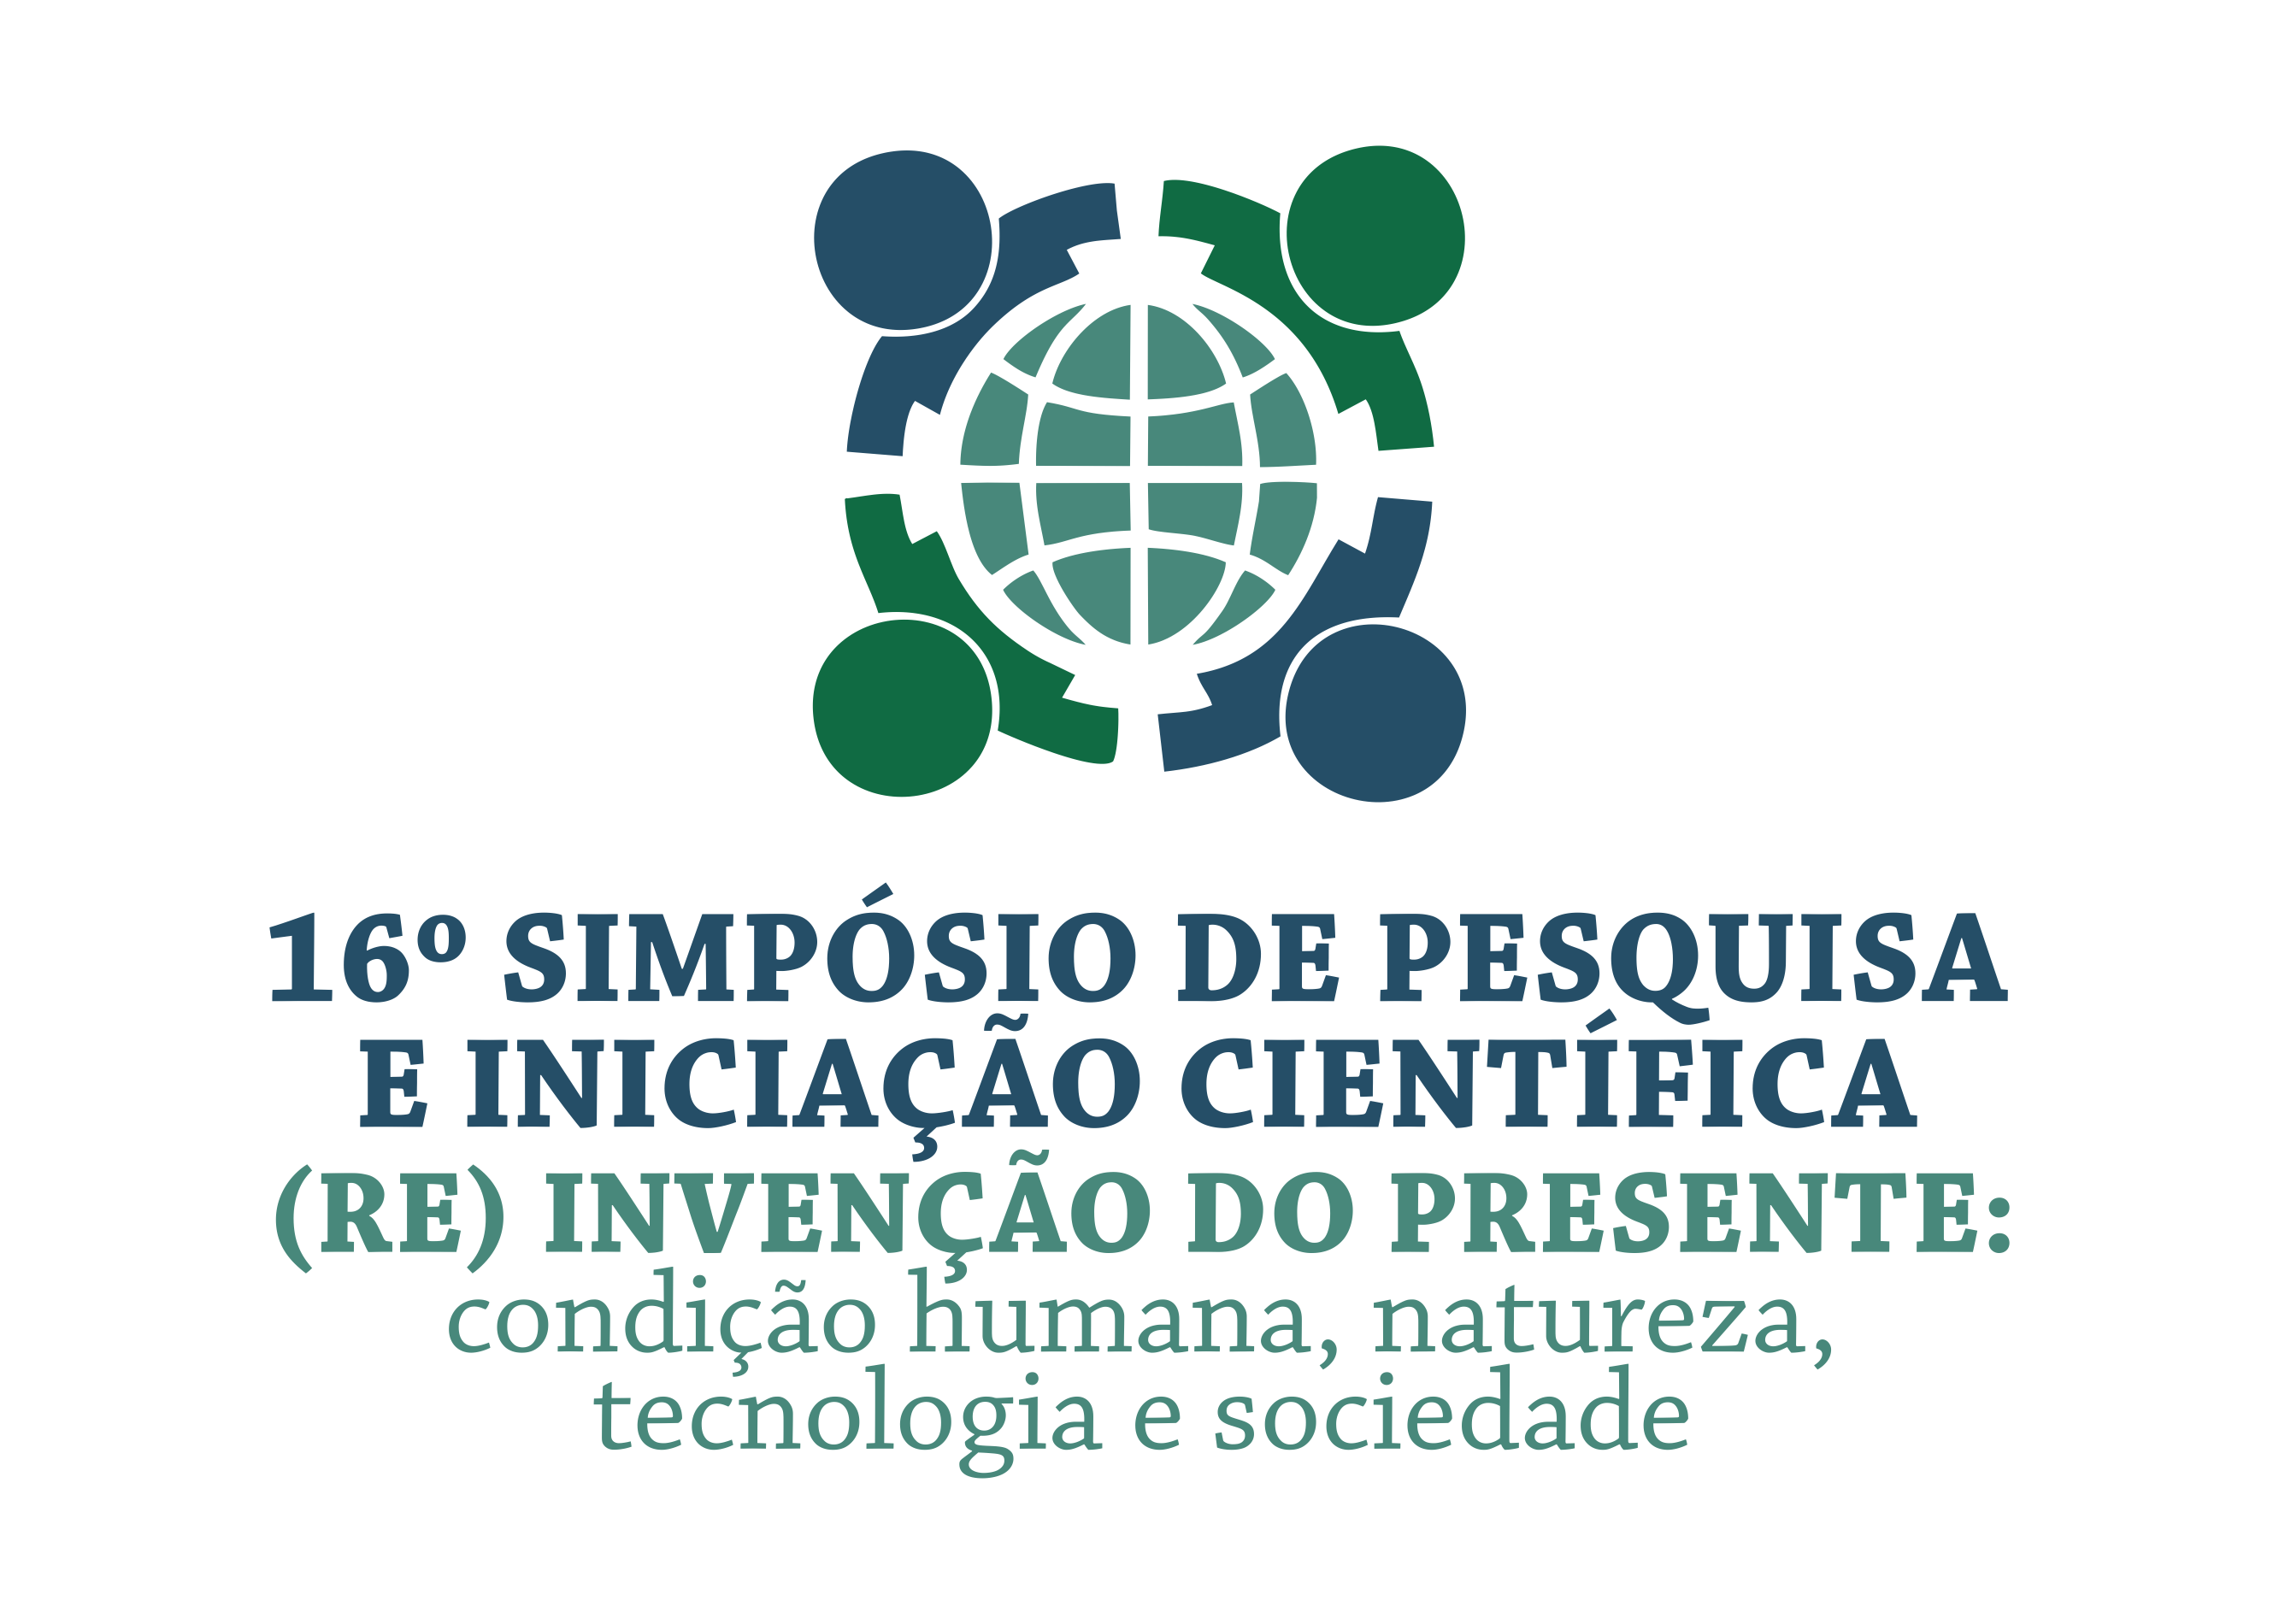 16º SIMPÓSIO DE PESQUISA
E INICIAÇÃO CIENTÍFICA
(RE) INVENÇÃO DO PRESENTE:
condição humana, natureza,
tecnologia e sociedade